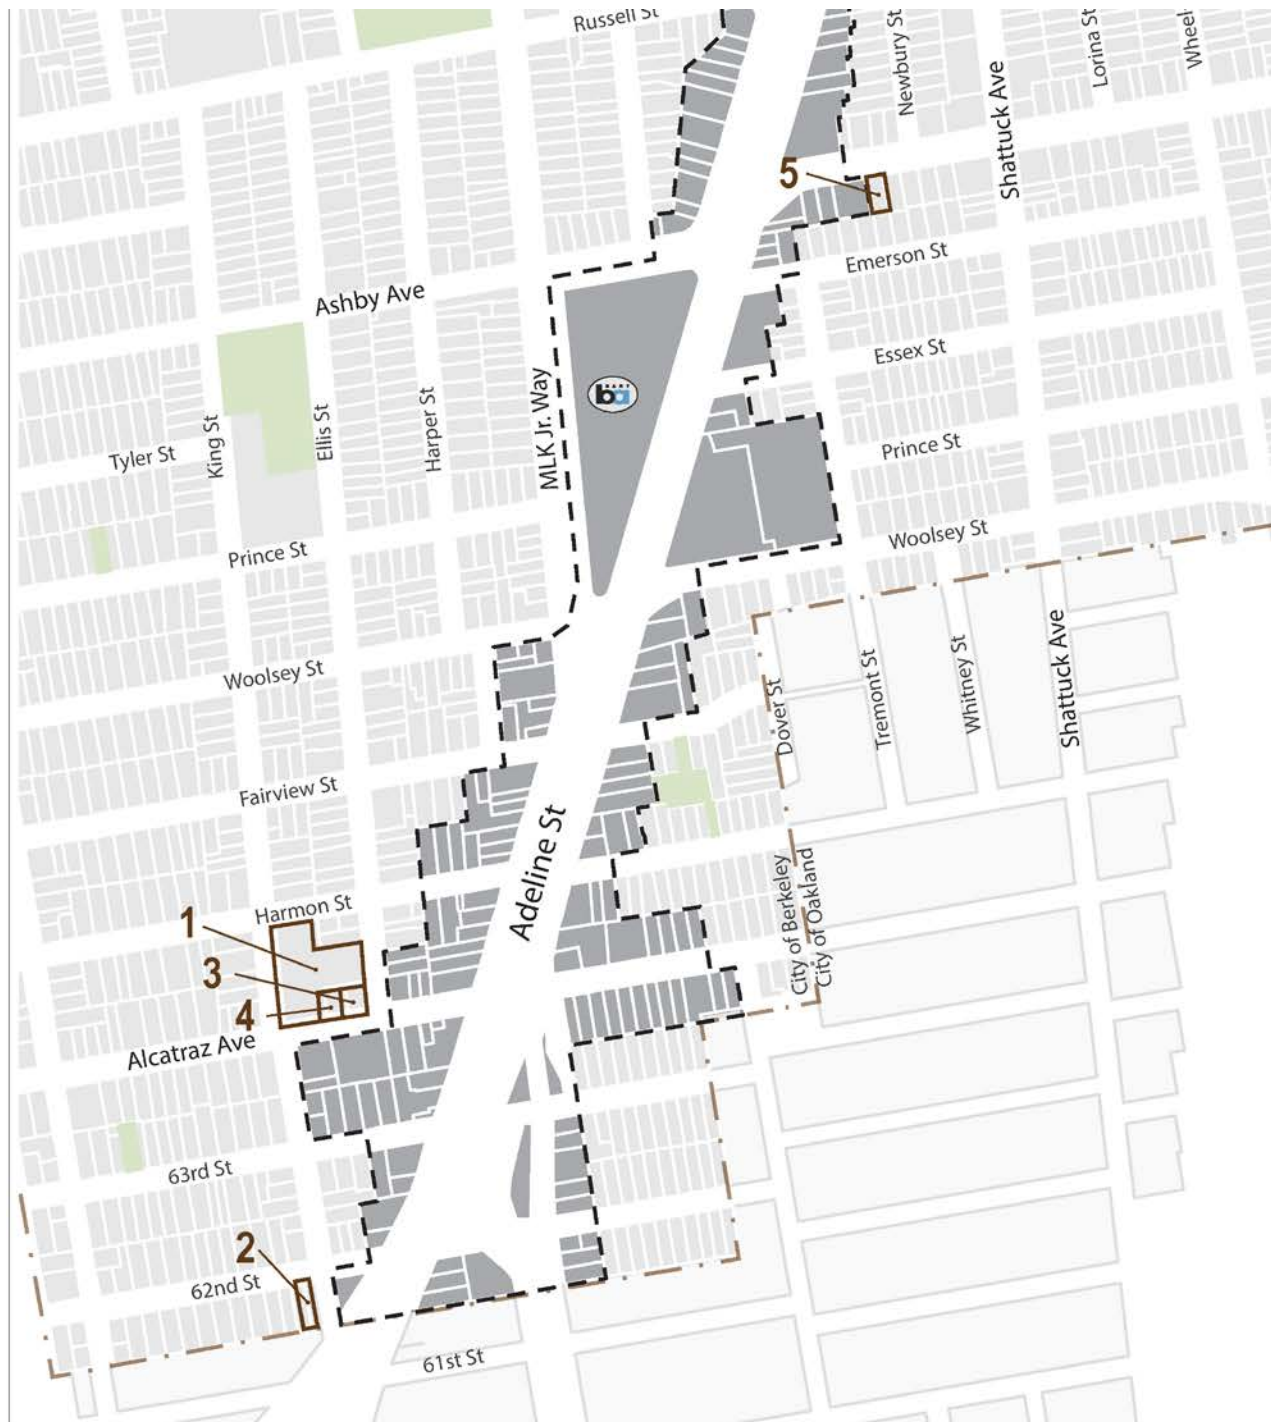 Russell St
Newbury St
Shattuck Ave
Lorina St
Wheel
5
Emerson St
Ashby Ave
Essex St
BART
ba
MLK Jr. Way
Harper St
Ellis St
King St
Tyler St
Prince St
Prince St
Woolsey St
Woolsey St
Dover St
Tremont St
Whitney St
Shattuck Ave
Fairview St
Adeline St
City of Berkeley
City of Oakland
Harmon St
1
3
4
Alcatraz Ave
63rd St
2
62nd St
61st St